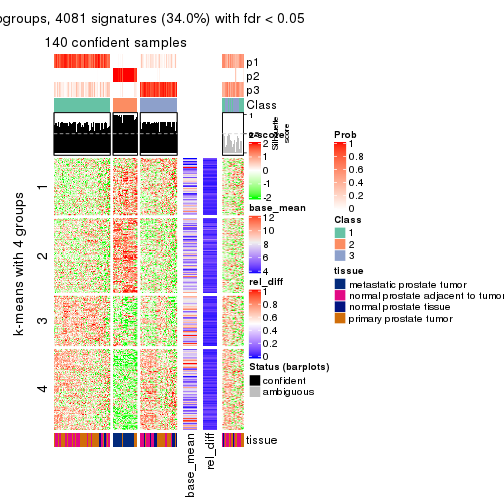 ogroups, 4081 signatures (34.0%) with fdr < 0.05
140 confident samples
p1
p2
p3
Class
1
0
Silhouette
score
k-means with 4 groups
1
2
3
4
tissue
base_mean
rel_diff
z-score
2
1
0
-1
-2
base_mean
12
10
8
6
4
rel_diff
1
0.8
0.6
0.4
0.2
0
Status (barplots)
confident
ambiguous
Prob
1
0.8
0.6
0.4
0.2
0
Class
1
2
3
tissue
metastatic prostate tumor
normal prostate adjacent to tumor
normal prostate tissue
primary prostate tumor